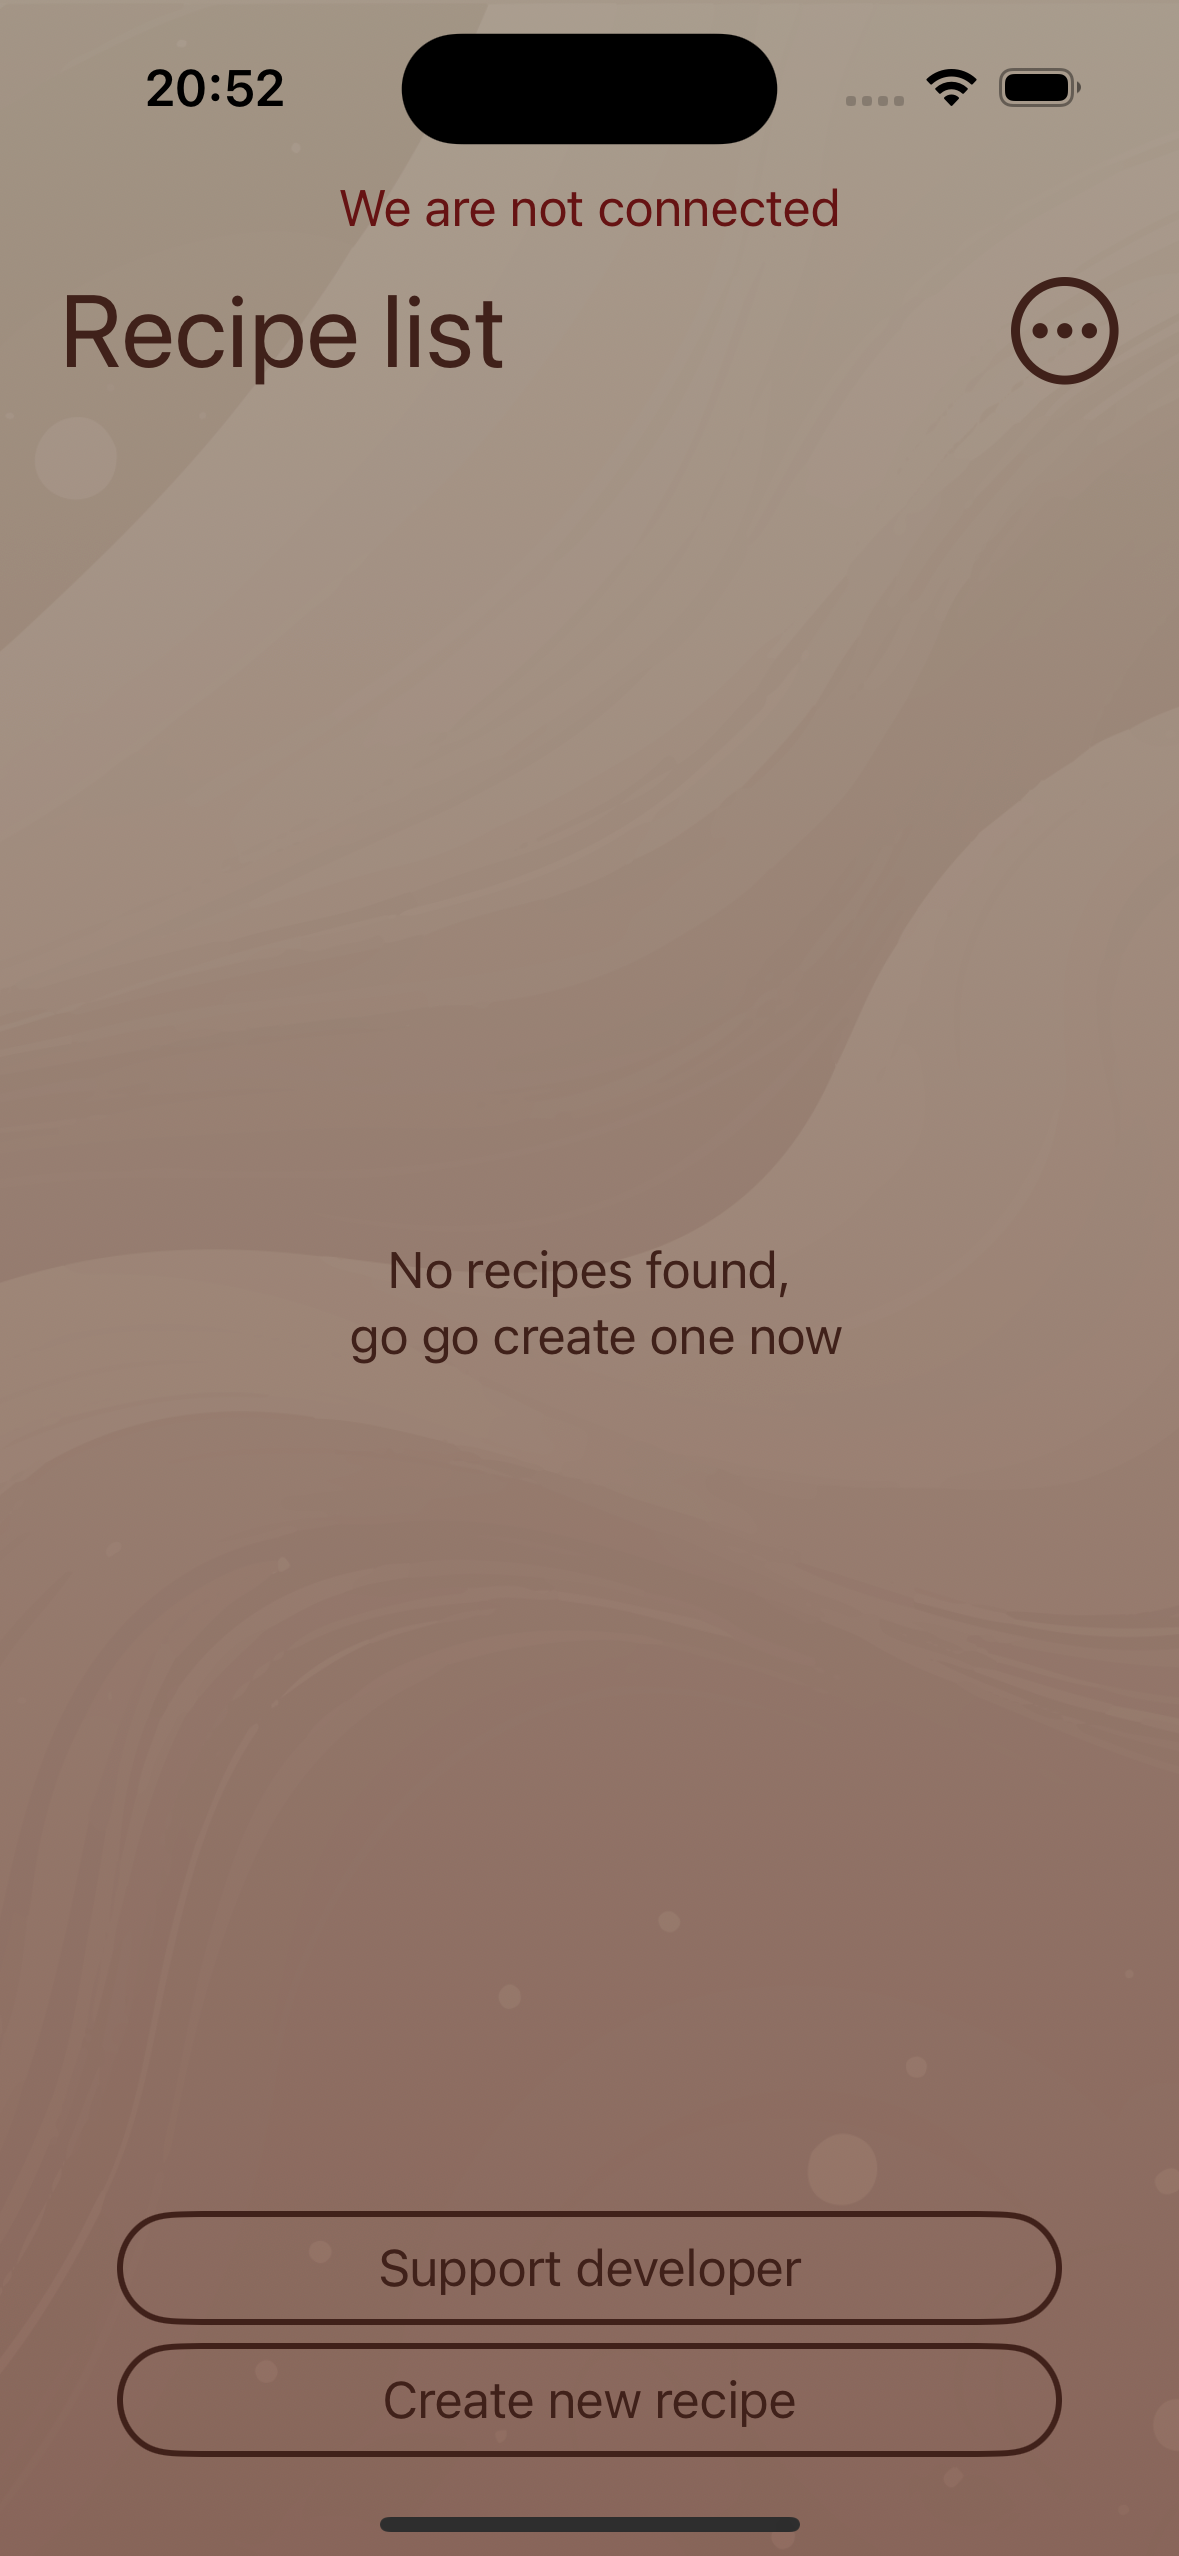 20:52
We are not connected
Recipe list
No recipes found,
go go create one now
Support developer
Create new recipe